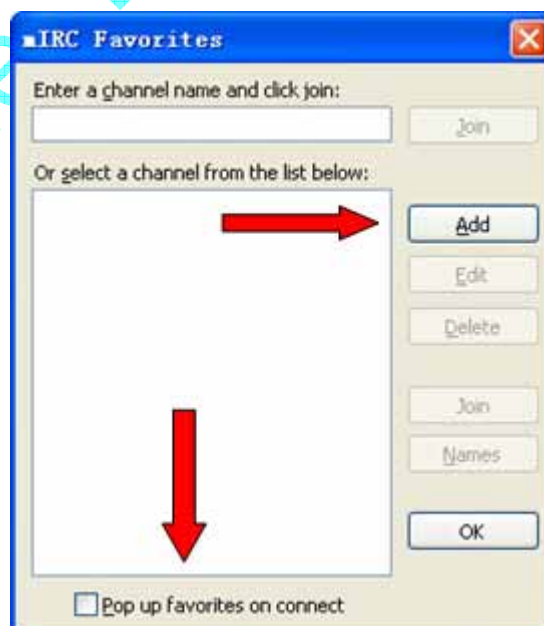 mIRC Favorites
Enter a channel name and click join:
Join
Or select a channel from the list below:
Add
Edit
Delete
Join
Names
OK
Pop up favorites on connect